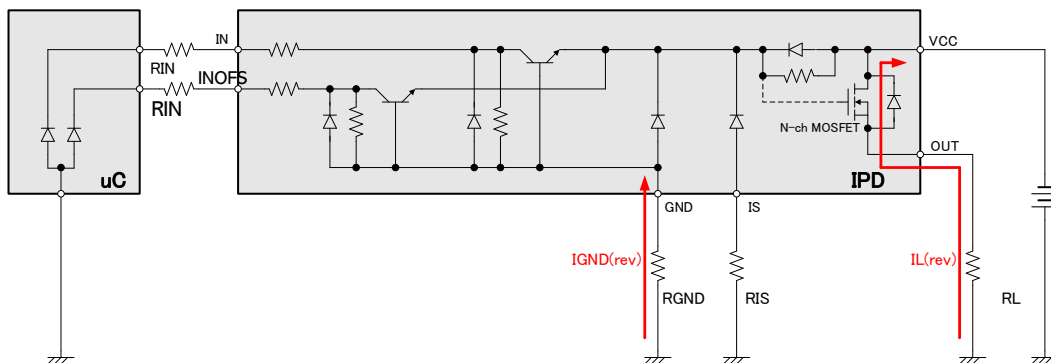 IN
VCC
RIN
INOFS
RIN
N-ch MOSFET
OUT
uC
IPD
GND
IS
IGND(rev)
IL(rev)
RGND
RIS
RL